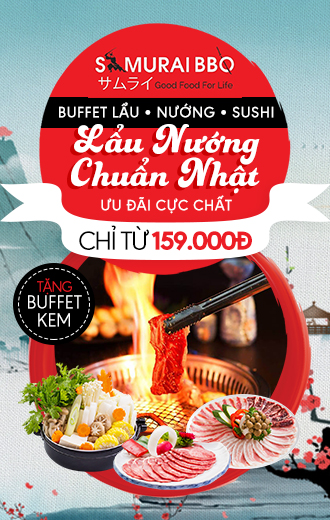 SAMURAI BBQ
サムライ Good Food For Life
BUFFET LẨU • NƯỚNG • SUSHI
Lẩu Nướng
Chuẩn Nhật
ƯU ĐÃI CỰC CHẤT
CHỈ TỪ 159.000Đ
TẶNG
BUFFET
KEM